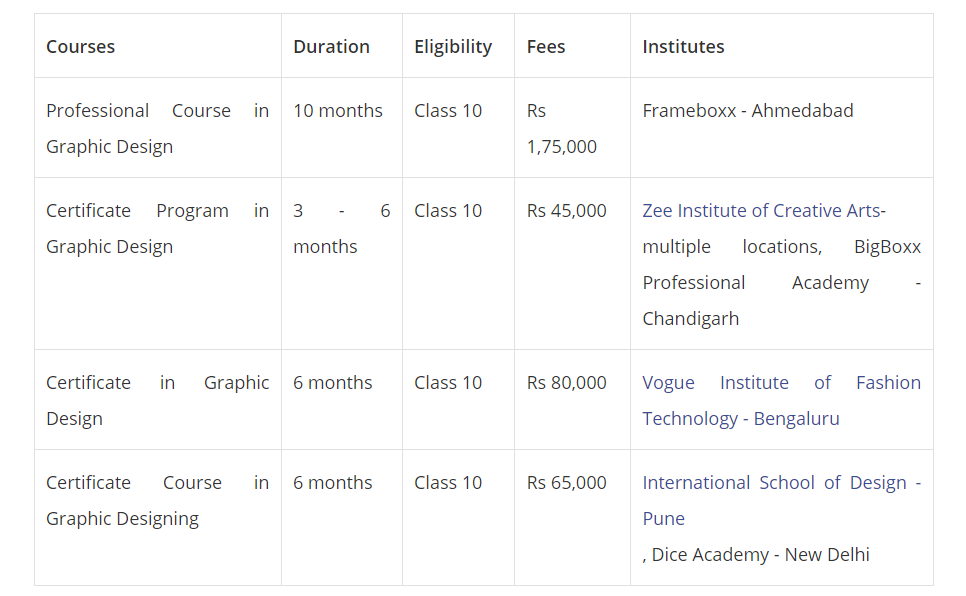 Courses Duration Eligibility Fees Institutes
Professional Course in Graphic Design 10 months Class 10 Rs 1,75,000 Frameboxx - Ahmedabad
Certificate Program in Graphic Design 3 - 6 months Class 10 Rs 45,000 Zee Institute of Creative Arts- multiple locations, BigBoxx Professional Academy - Chandigarh
Certificate in Graphic Design 6 months Class 10 Rs 80,000 Vogue Institute of Fashion Technology - Bengaluru
Certificate Course in Graphic Designing 6 months Class 10 Rs 65,000 International School of Design - Pune , Dice Academy - New Delhi